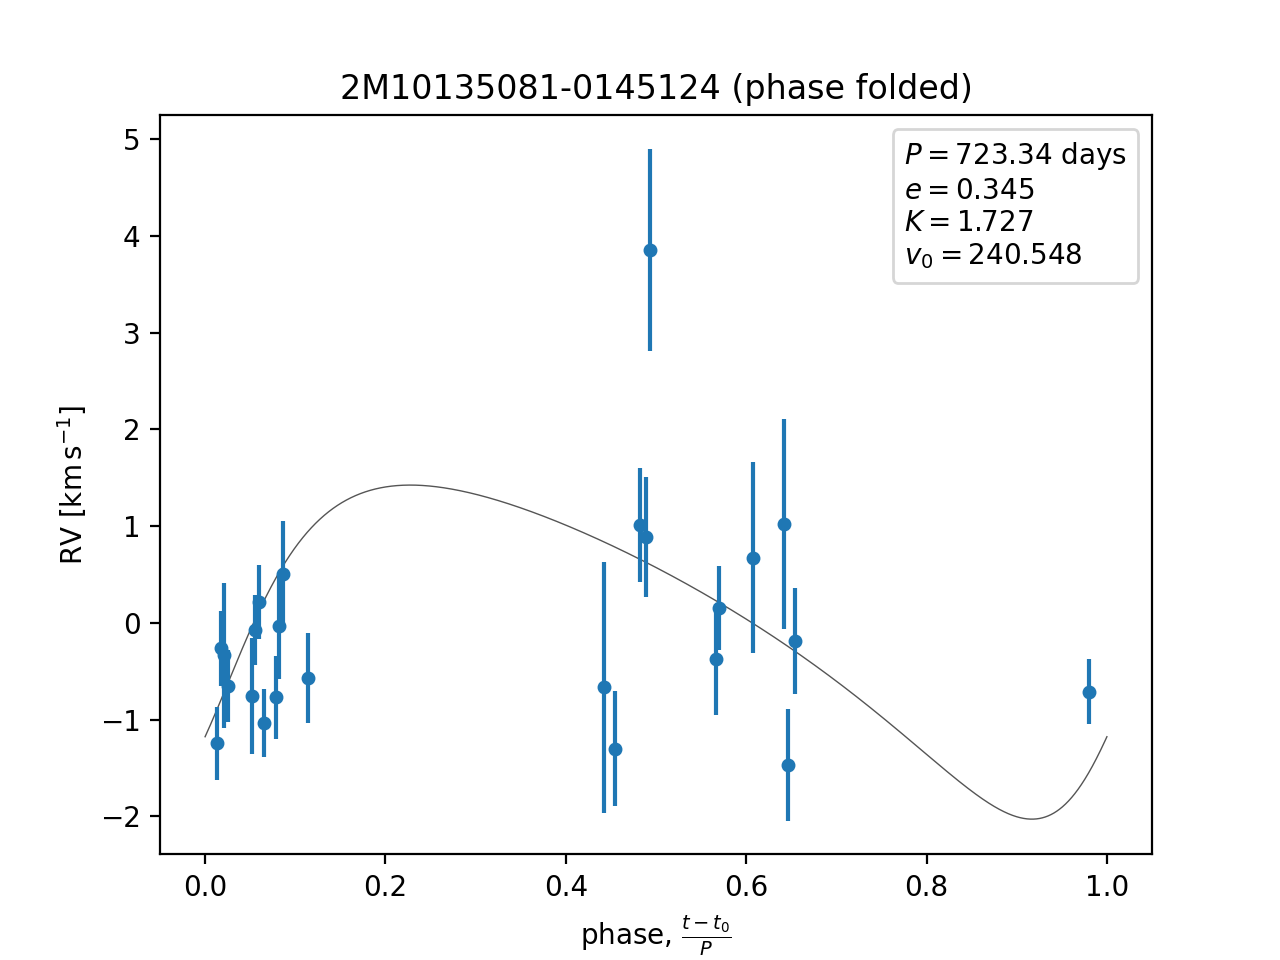 2M10135081-0145124 (phase folded)
P = 723.34 days
e = 0.345
K = 1.727
v₀ = 240.548
5
4
3
2
1
0
−1
−2
RV [km s⁻¹]
0.0 0.2 0.4 0.6 0.8 1.0
phase, (t − t₀)/P